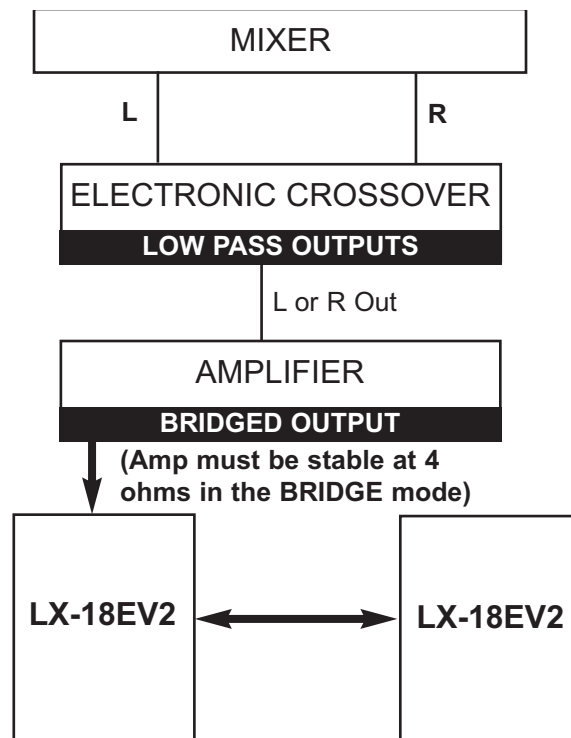 MIXER
L
R
ELECTRONIC CROSSOVER
LOW PASS OUTPUTS
L or R Out
AMPLIFIER
BRIDGED OUTPUT
(Amp must be stable at 4
ohms in the BRIDGE mode)
LX-18EV2
LX-18EV2